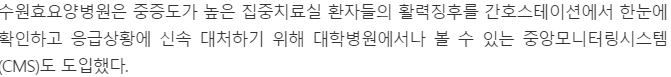 수원효요양병원은 중증도가 높은 집중치료실 환자들의 활력징후를 간호스테이션에서 한눈에
확인하고 응급상황에 신속 대처하기 위해 대학병원에서나 볼 수 있는 중앙모니터링시스템
(CMS)도 도입했다.